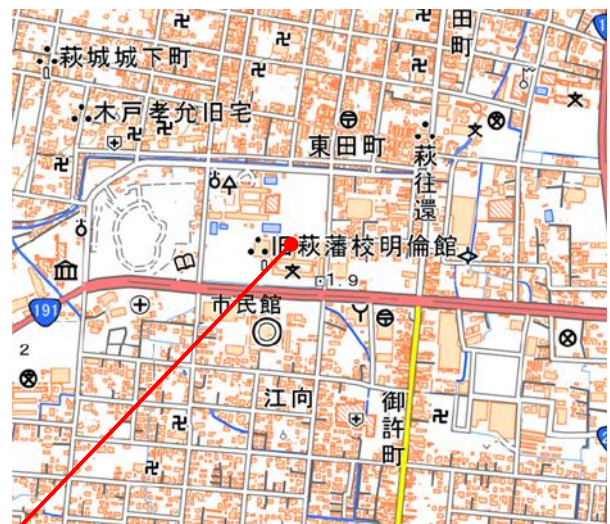 田町
萩城城下町
木戸孝允旧宅
東田町
萩往還
旧萩藩校明倫館
1.9
市民館
191
2
江向
御許町